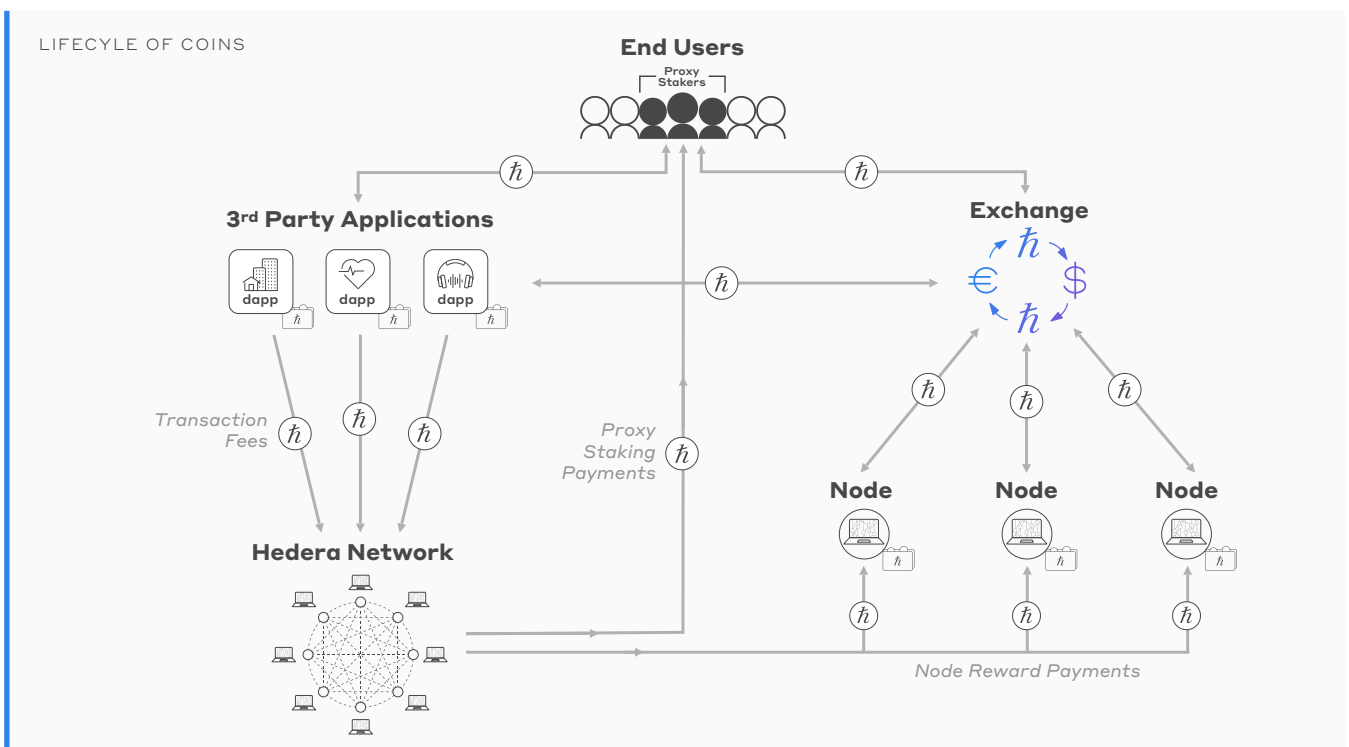 LIFECYLE OF COINS
End Users
Proxy
Stakers
ℏ
ℏ
3rd Party Applications
Exchange
ℏ
dapp
dapp
dapp
ℏ
ℏ
ℏ
ℏ
€
$
ℏ
ℏ
ℏ
ℏ
ℏ
Transaction
Fees
ℏ
ℏ
ℏ
Proxy
Staking
Payments
ℏ
Node
Node
Node
ℏ
ℏ
ℏ
Hedera Network
ℏ
ℏ
ℏ
Node Reward Payments